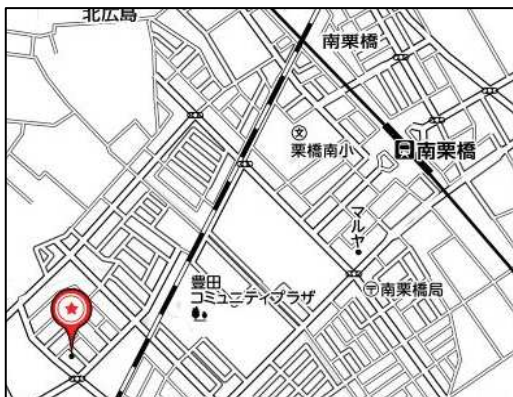 北広島
南栗橋
文
栗橋南小
南栗橋
マルヤ
豊田
コミュニティプラザ
〒南栗橋局